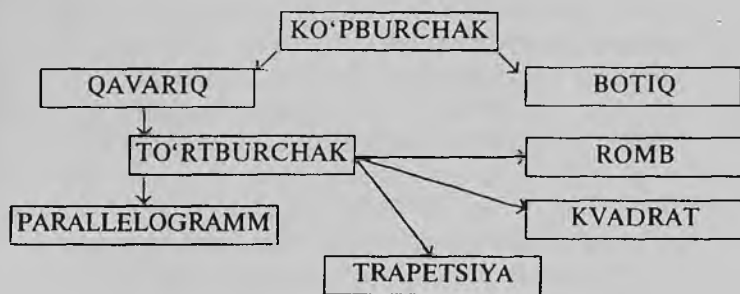 KO‘PBURCHAK
QAVARIQ
BOTIQ
TO‘RTBURCHAK
ROMB
PARALLELOGRAMM
KVADRAT
TRAPETSIYA